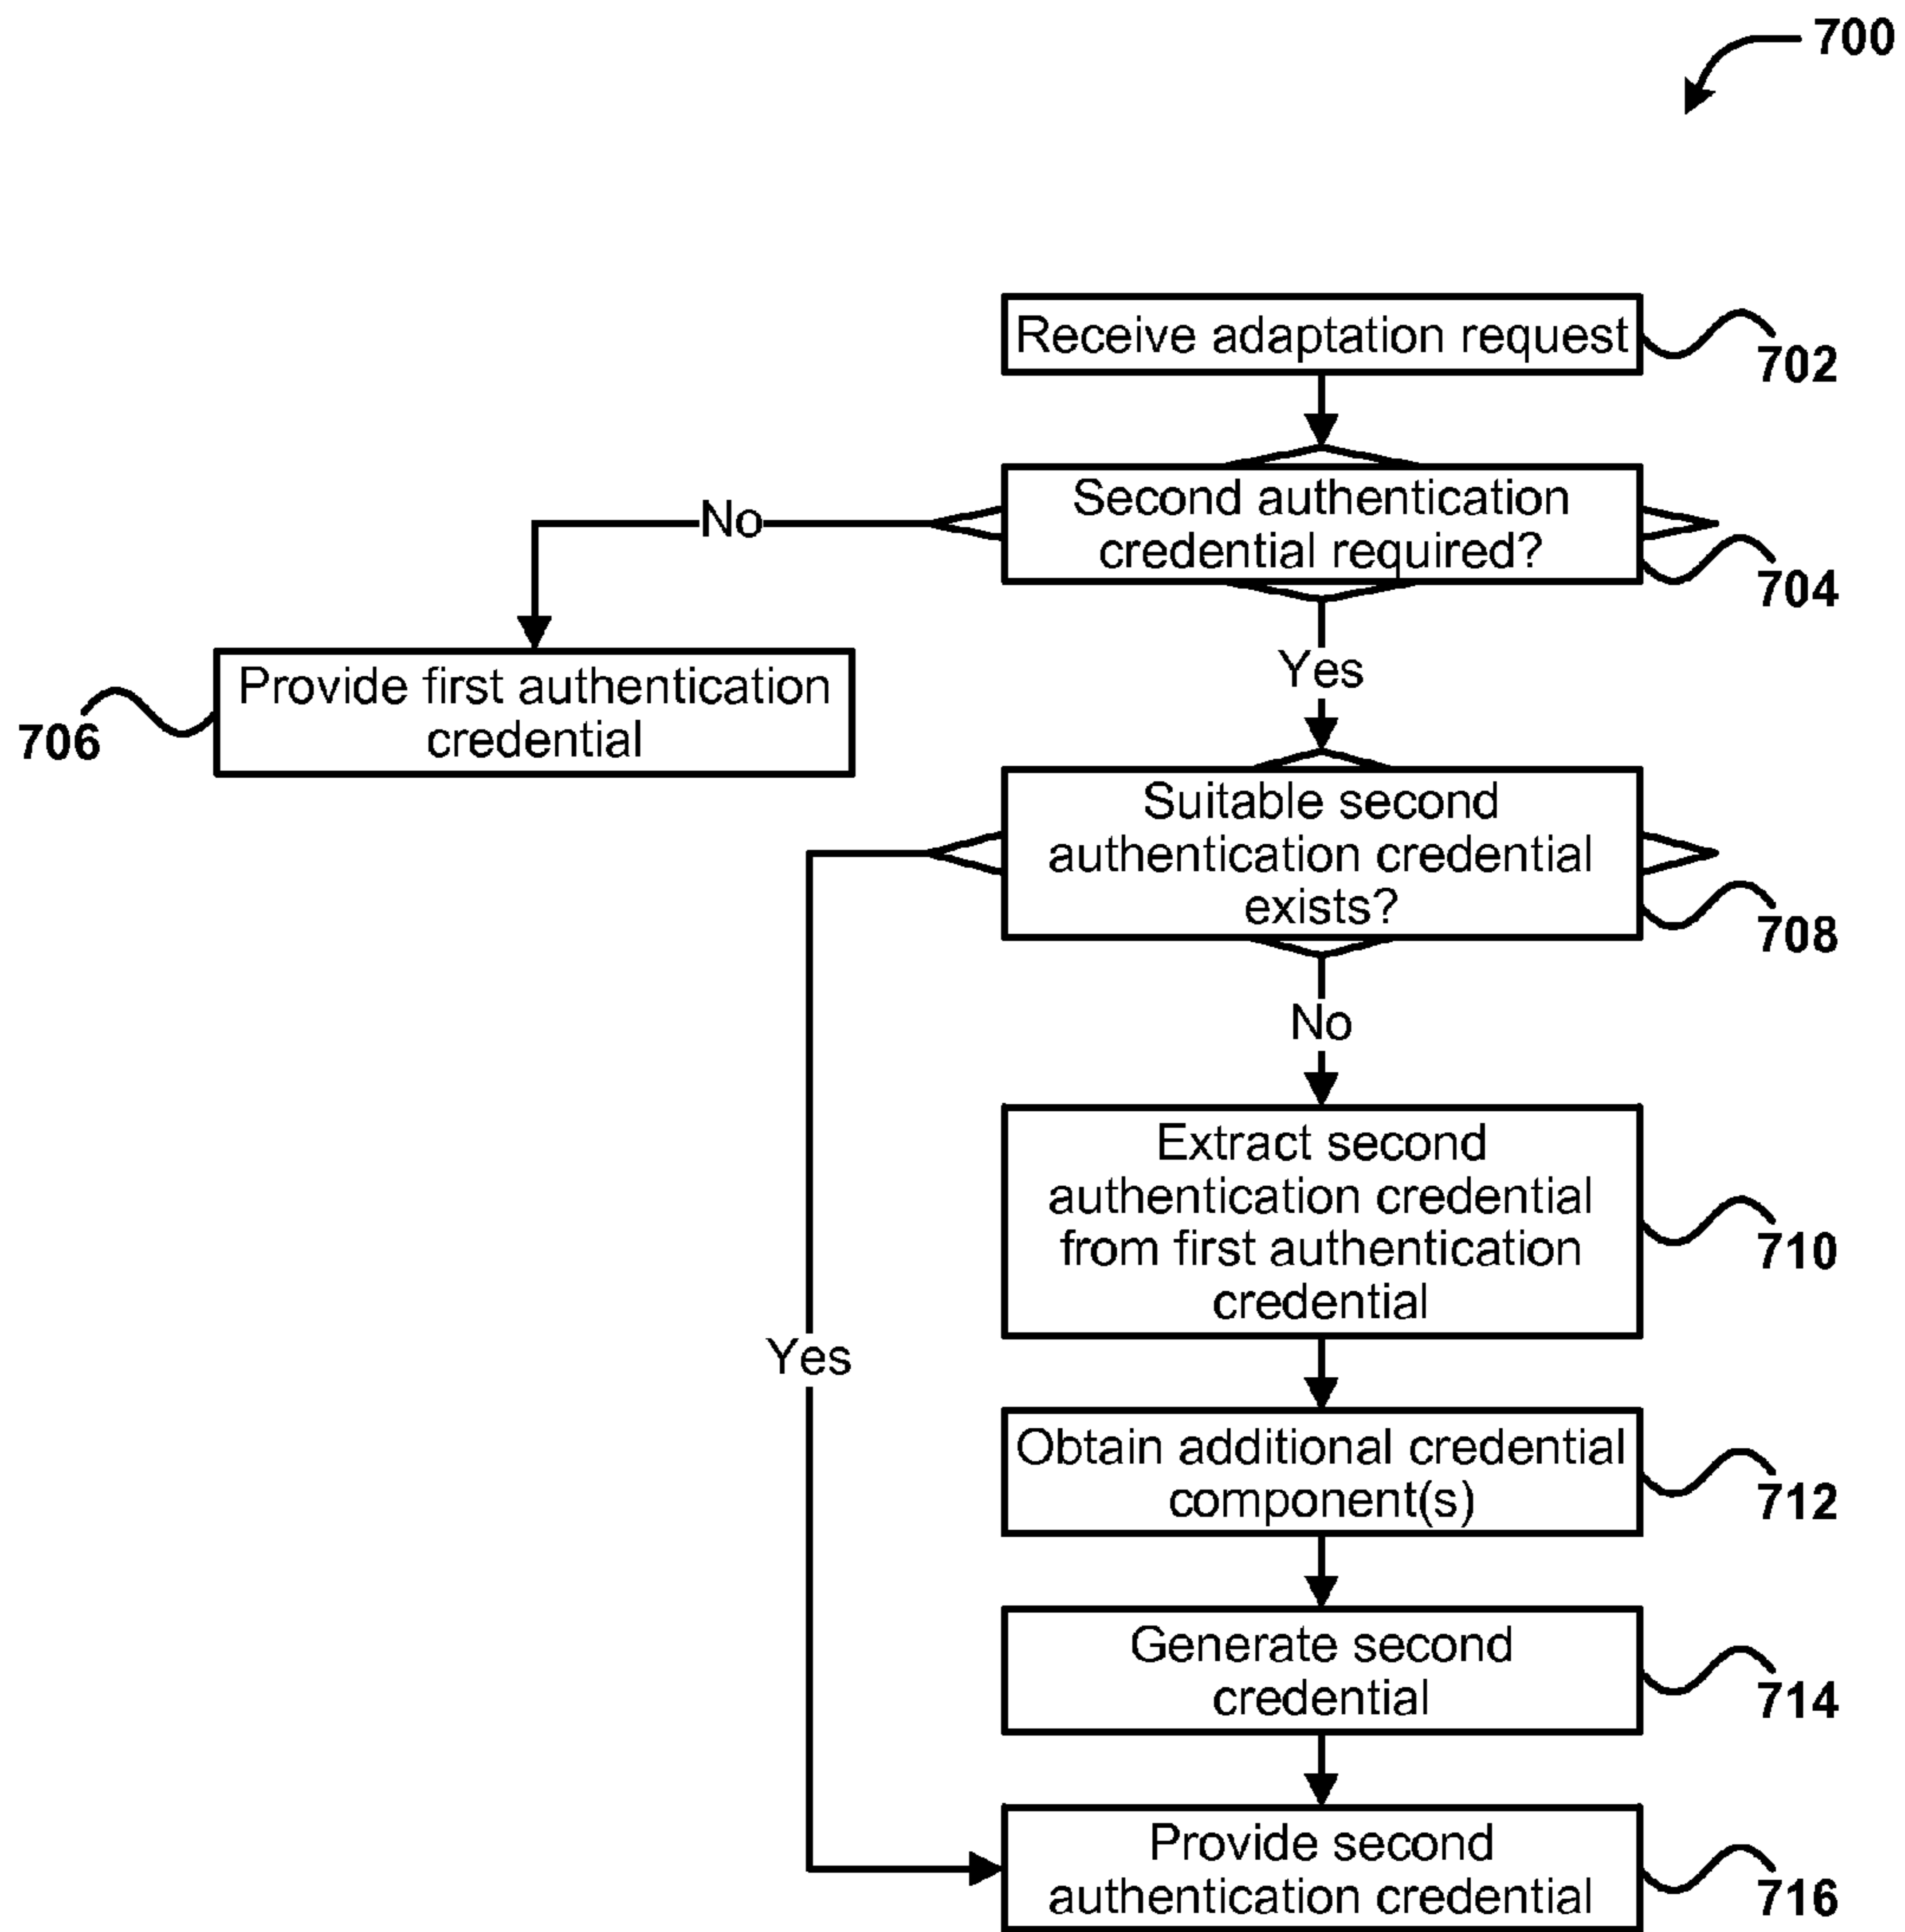 700
Receive adaptation request
702
Second authentication
credential required?
704
No
Yes
Provide first authentication
credential
706
Suitable second
authentication credential
exists?
708
No
Extract second
authentication credential
from first authentication
credential
710
Yes
Obtain additional credential
component(s)
712
Generate second
credential
714
Provide second
authentication credential
716